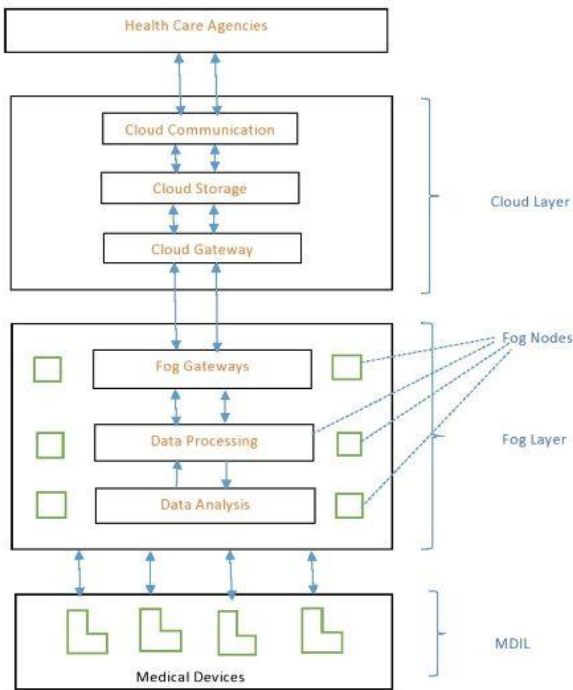 Health Care Agencies
Cloud Communication
Cloud Storage
Cloud Layer
Cloud Gateway
Fog Nodes
Fog Gateways
Data Processing
Fog Layer
Data Analysis
MDIL
Medical Devices